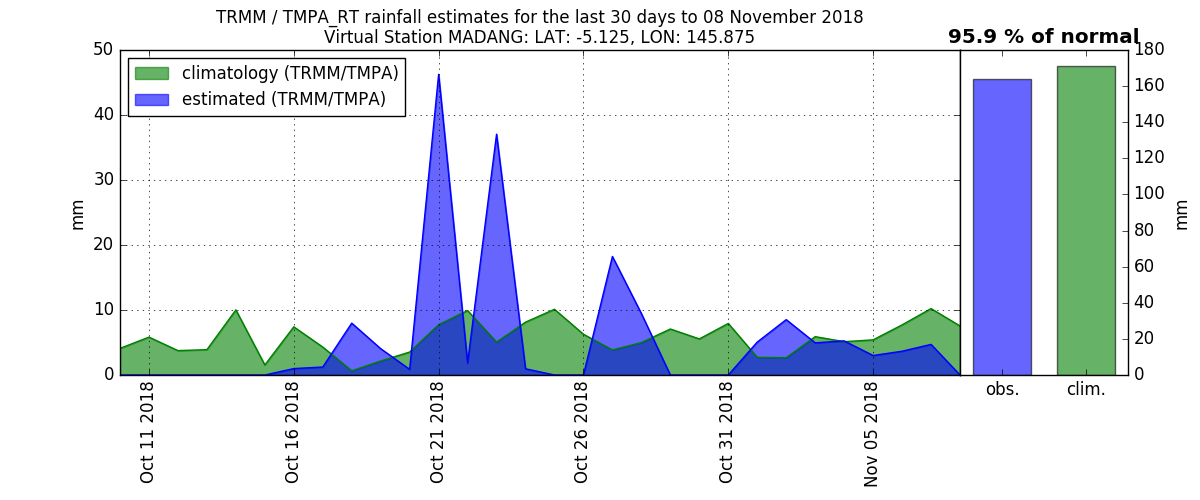 TRMM / TMPA_RT rainfall estimates for the last 30 days to 08 November 2018
Virtual Station MADANG: LAT: -5.125, LON: 145.875
95.9 % of normal
climatology (TRMM/TMPA)
estimated (TRMM/TMPA)
50
40
30
20
10
0
mm
Oct 11 2018
Oct 16 2018
Oct 21 2018
Oct 26 2018
Oct 31 2018
Nov 05 2018
180
160
140
120
100
80
60
40
20
0
mm
obs.
clim.